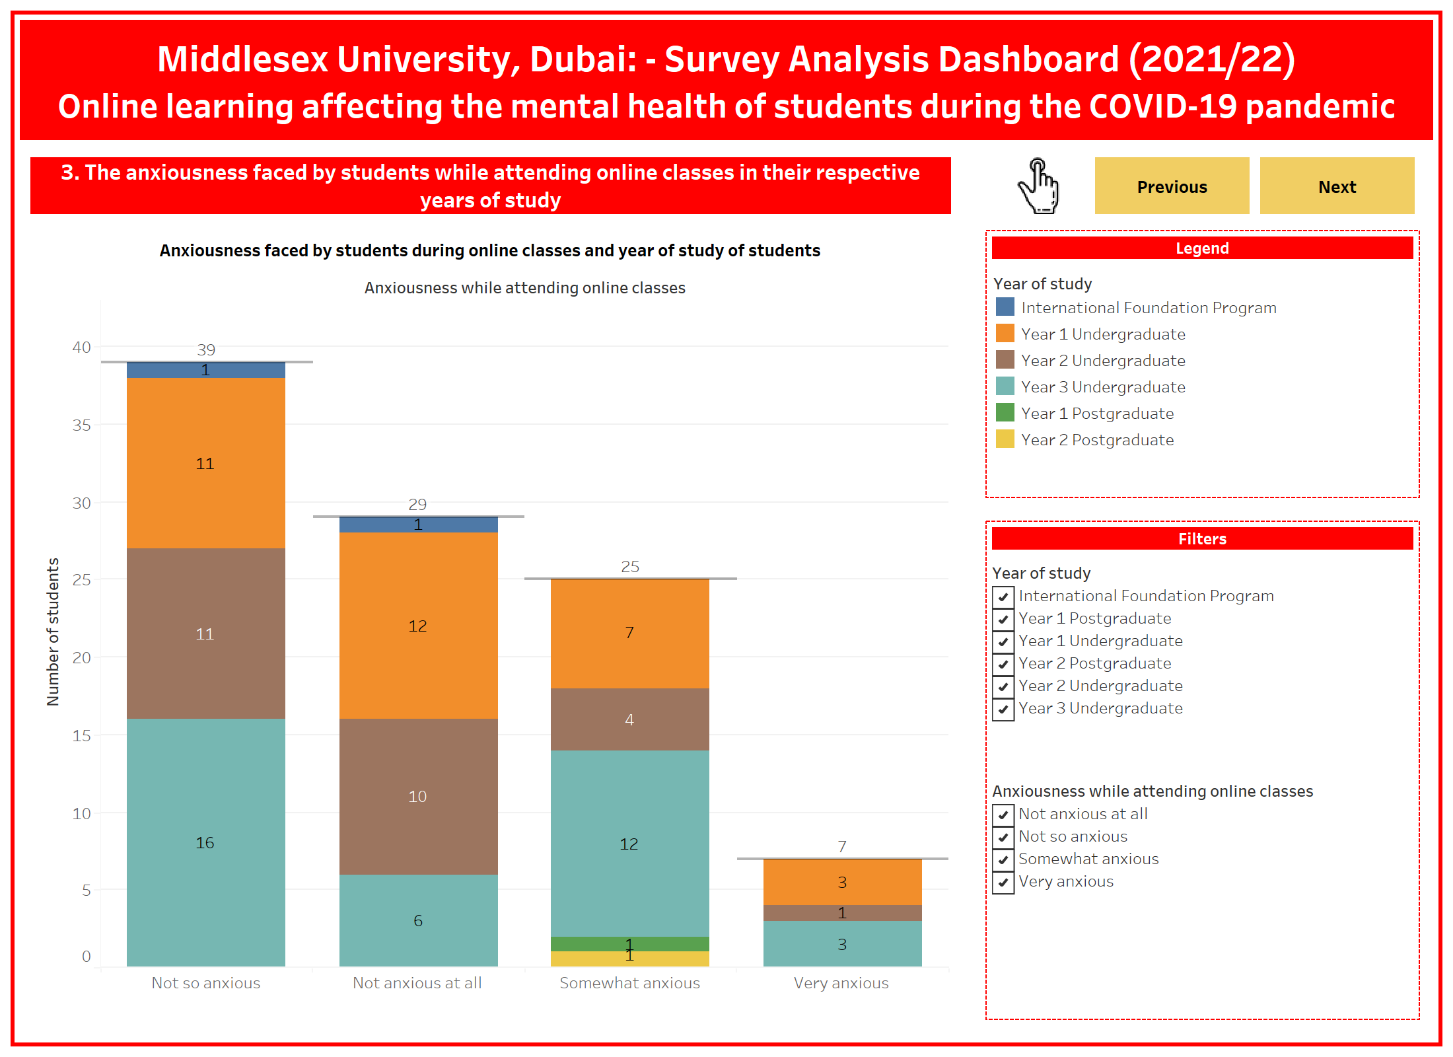 Middlesex University, Dubai: - Survey Analysis Dashboard (2021/22)
Online learning affecting the mental health of students during the COVID-19 pandemic
3. The anxiousness faced by students while attending online classes in their respective
years of study
Previous
Next
Anxiousness faced by students during online classes and year of study of students
Anxiousness while attending online classes
Number of students
40
35
30
25
20
15
10
5
0
39
1
11
11
16
29
1
12
10
6
25
7
4
12
1
1
7
3
1
3
Not so anxious
Not anxious at all
Somewhat anxious
Very anxious
Legend
Year of study
International Foundation Program
Year 1 Undergraduate
Year 2 Undergraduate
Year 3 Undergraduate
Year 1 Postgraduate
Year 2 Postgraduate
Filters
Year of study
International Foundation Program
Year 1 Postgraduate
Year 1 Undergraduate
Year 2 Postgraduate
Year 2 Undergraduate
Year 3 Undergraduate
Anxiousness while attending online classes
Not anxious at all
Not so anxious
Somewhat anxious
Very anxious